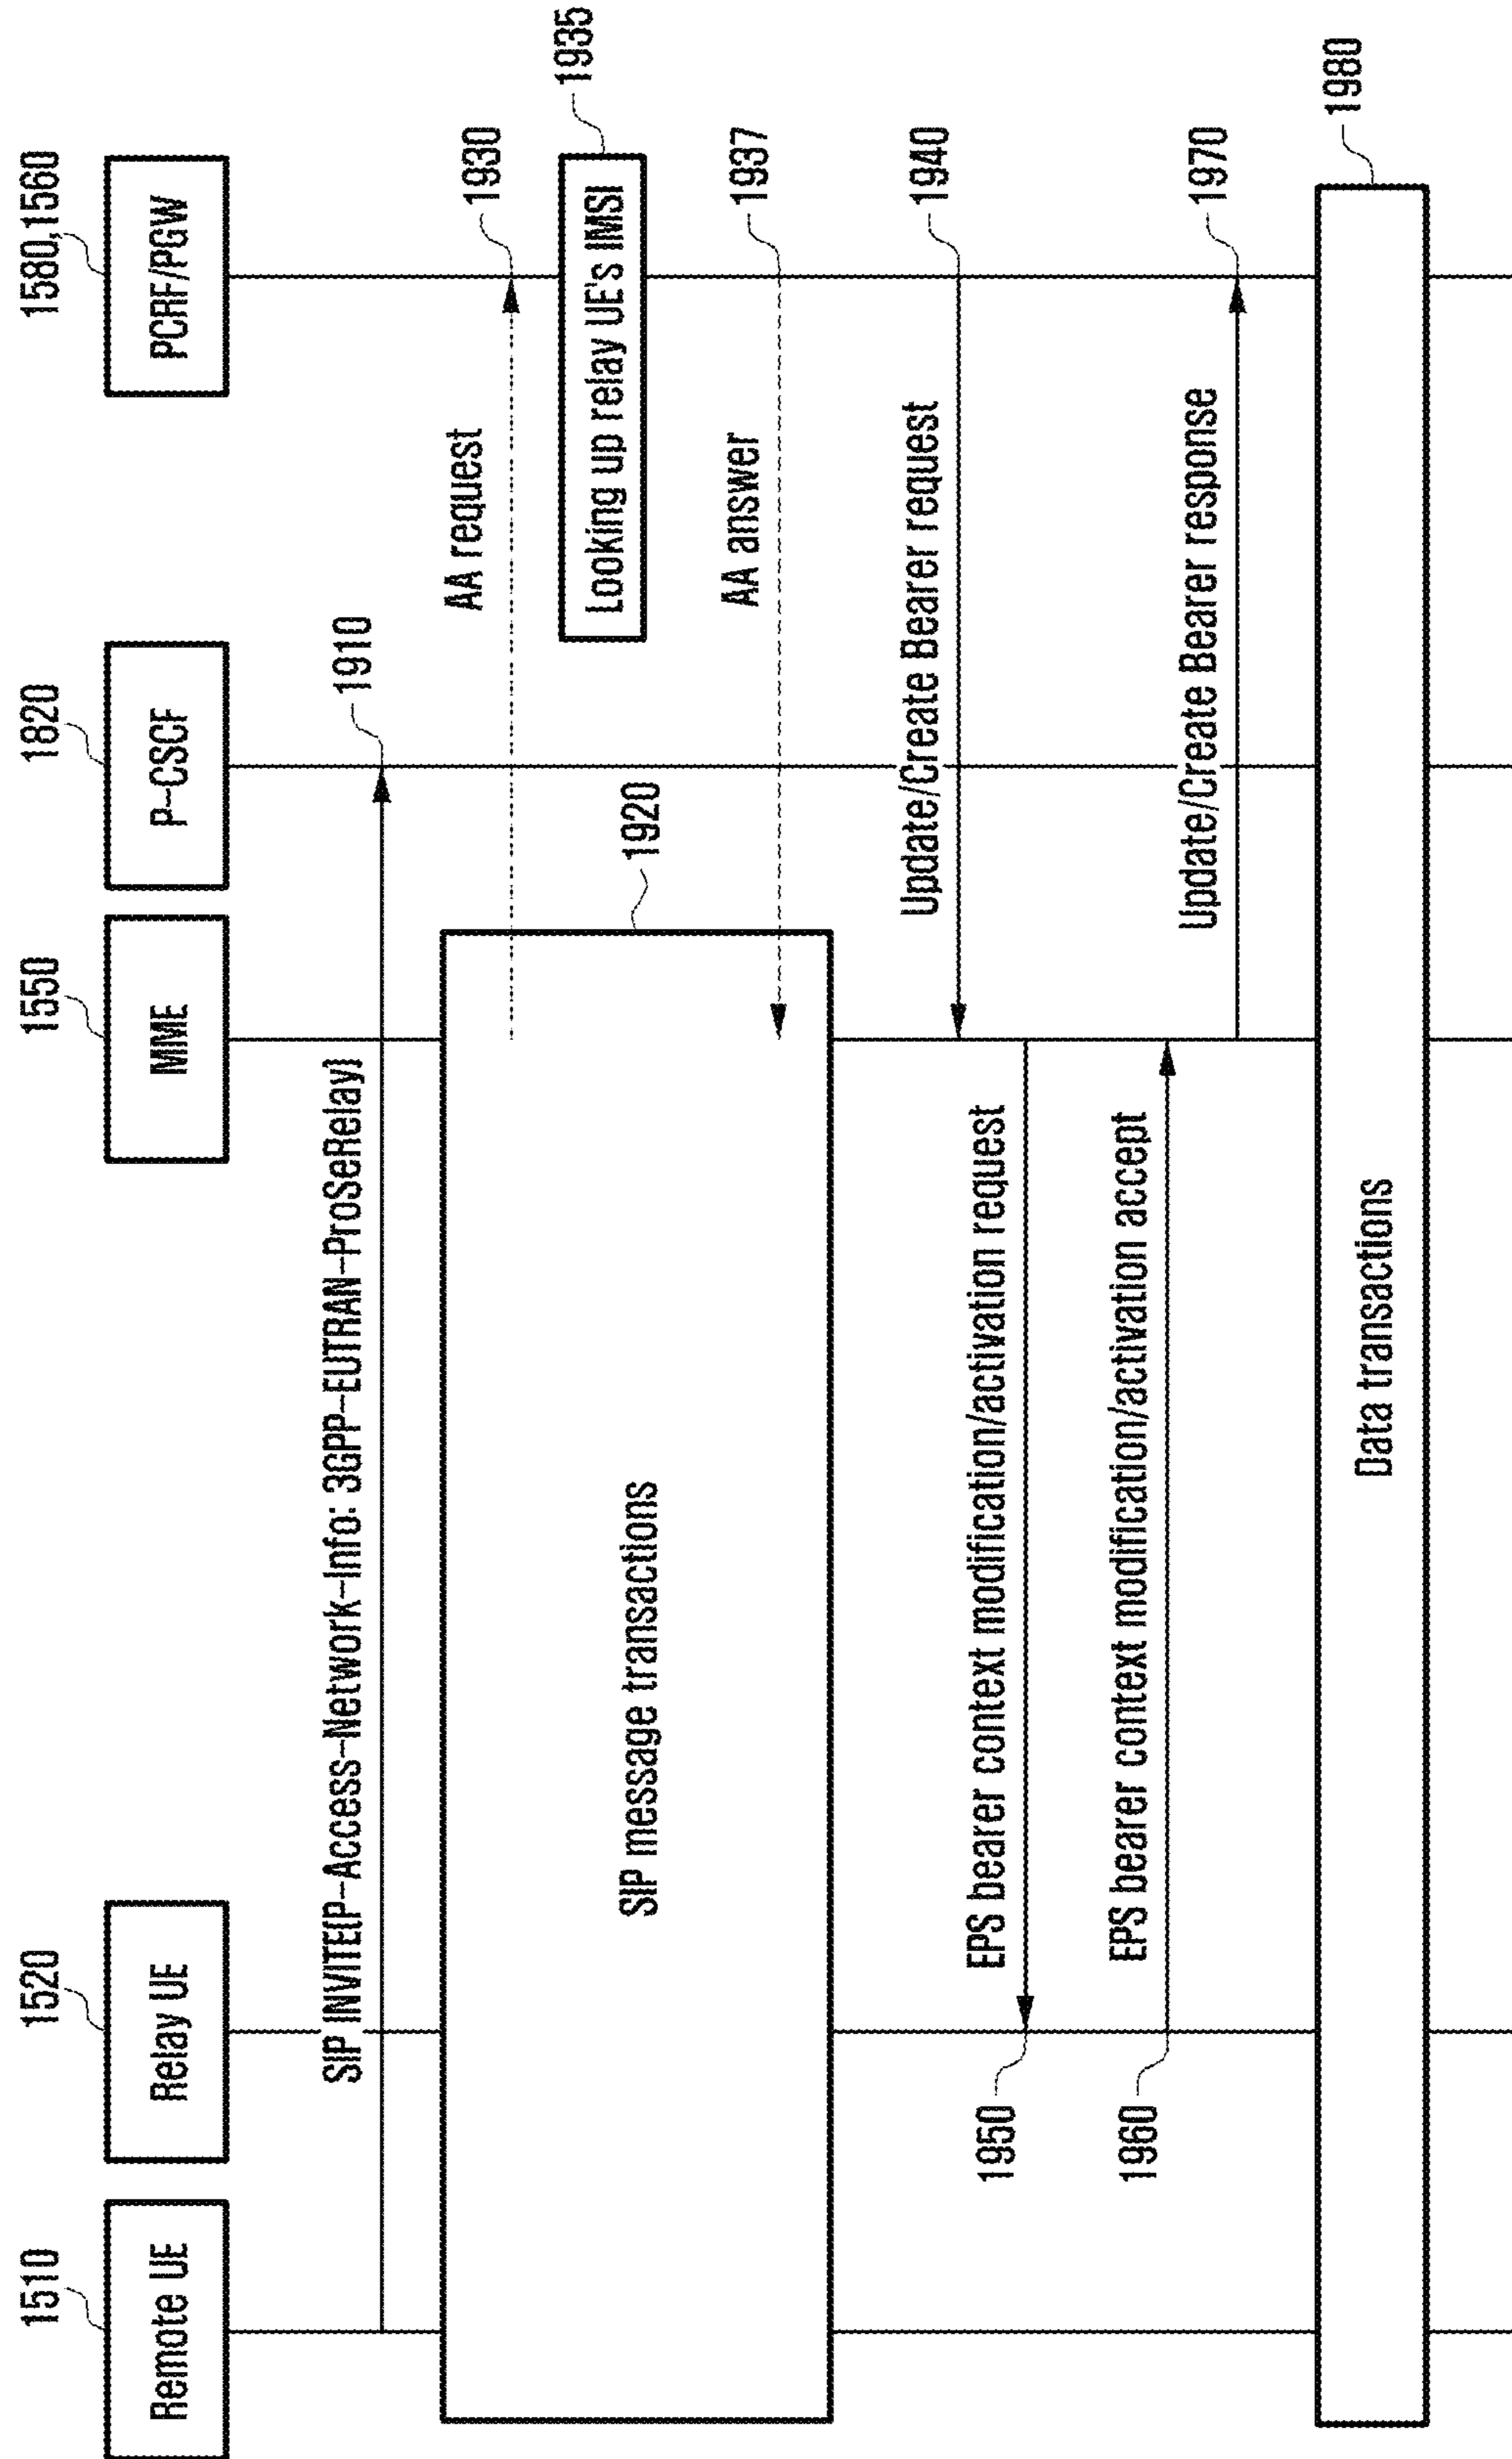 1510
1520
1550
1820
1580,1560
Remote UE
Relay UE
MME
P-CSCF
PCRF/PGW
SIP INVITE(P-Access-Network-Info: 3GPP-EUTRAN-ProSeRelay)
1910
AA request
1930
SIP message transactions
1920
Looking up relay UE'S IMSI
1935
AA answer
1937
Update/Create Bearer request
1940
EPS bearer context modification/activation request
1950
EPS bearer context modification/activation accept
1960
Update/Create Bearer response
1970
Data transactions
1980